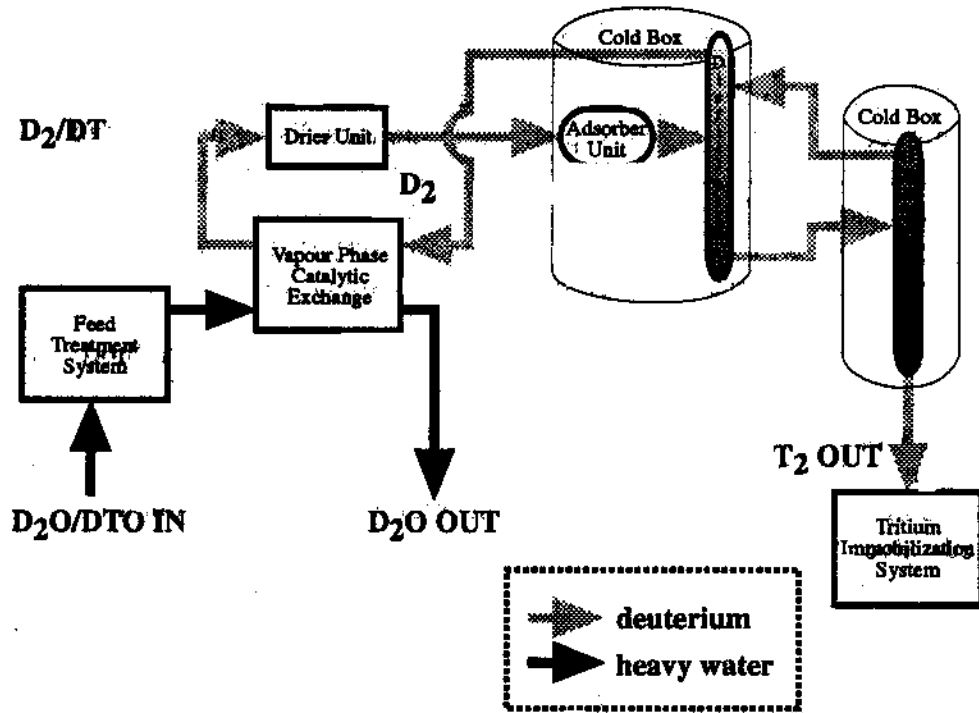 Cold Box
Cold Box
D₂/DT
Drier Unit
Adsorber
Unit
D₂
Vapour Phase
Catalytic
Exchange
Feed
Treatment
System
T₂ OUT
D₂O/DTO IN
D₂O OUT
Tritium
Immobilization
System
deuterium
heavy water